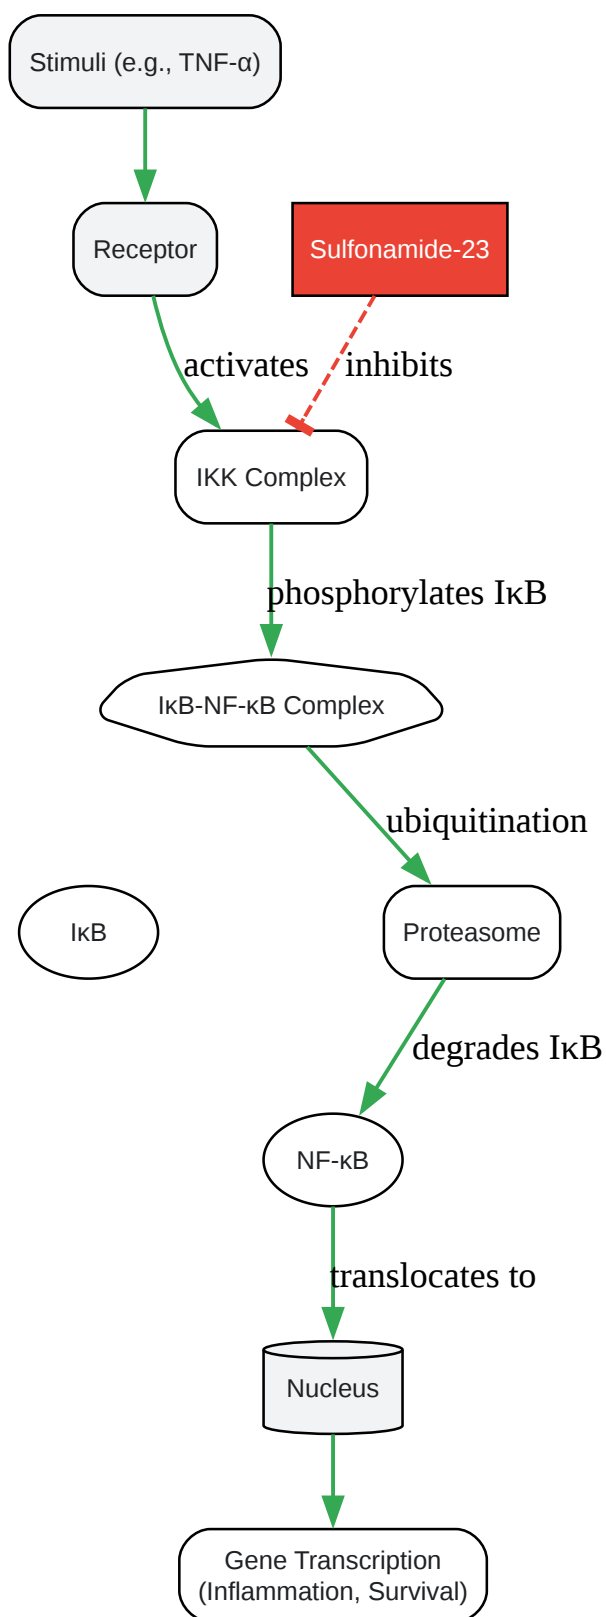 Stimuli (e.g., TNF-α)
Receptor
Sulfonamide-23
activates
inhibits
IKK Complex
phosphorylates IκB
IκB-NF-κB Complex
ubiquitination
IκB
Proteasome
degrades IκB
NF-κB
translocates to
Nucleus
Gene Transcription
(Inflammation, Survival)